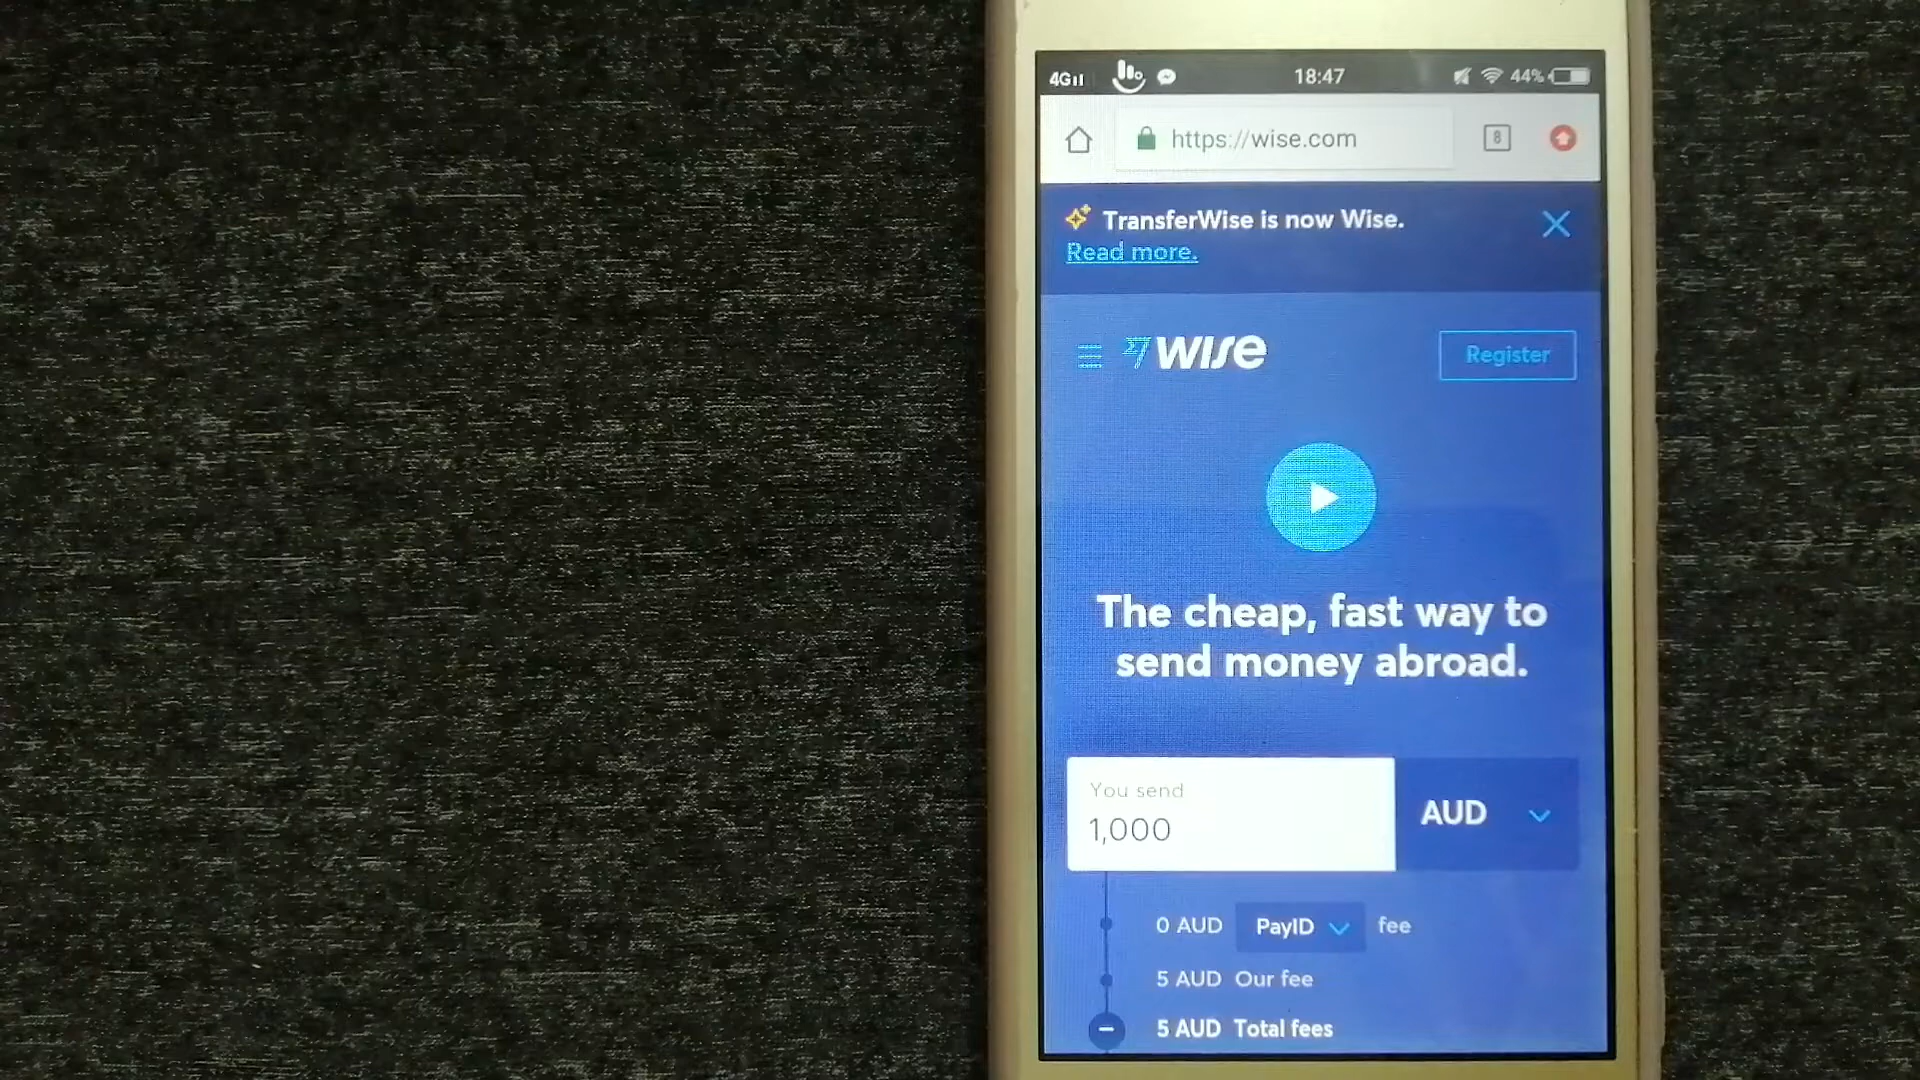 4G 18:47 44%
https://wise.com 8
TransferWise is now Wise.
Read more.
WISE Register
The cheap, fast way to
send money abroad.
You send
1,000 AUD
0 AUD PayID fee
5 AUD Our fee
5 AUD Total fees